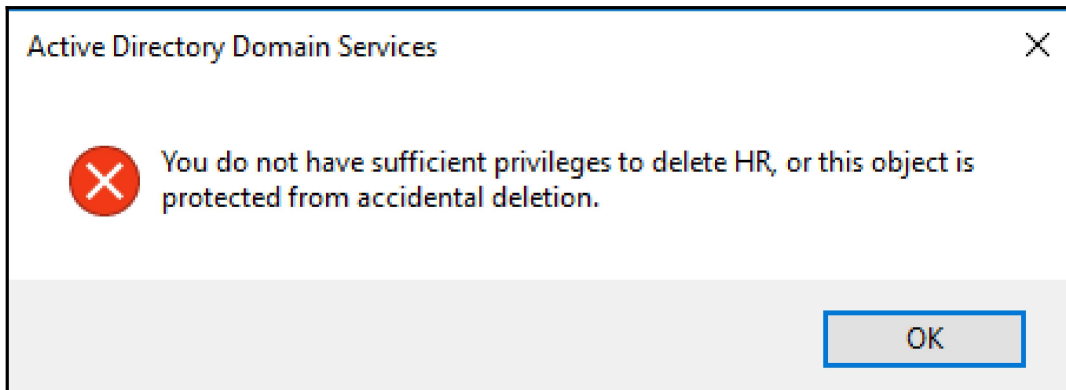 Active Directory Domain Services
You do not have sufficient privileges to delete HR, or this object is
protected from accidental deletion.
OK